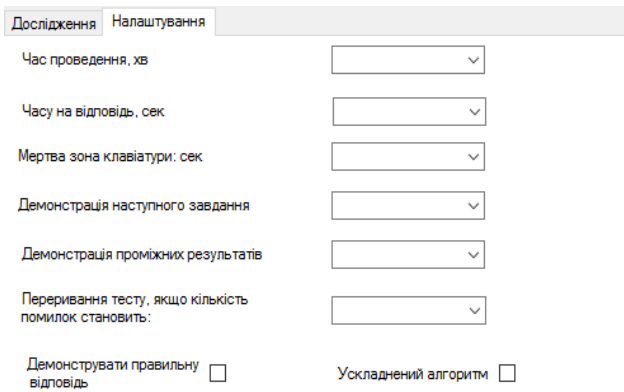 Дослідження Налаштування
Час проведення, хв
Часу на відповідь, сек
Мертва зона клавіатури: сек
Демонстрація наступного завдання
Демонстрація проміжних результатів
Переривання тесту, якщо кількість
помилок становить:
Демонструвати правильну
відповідь
Ускладнений алгоритм